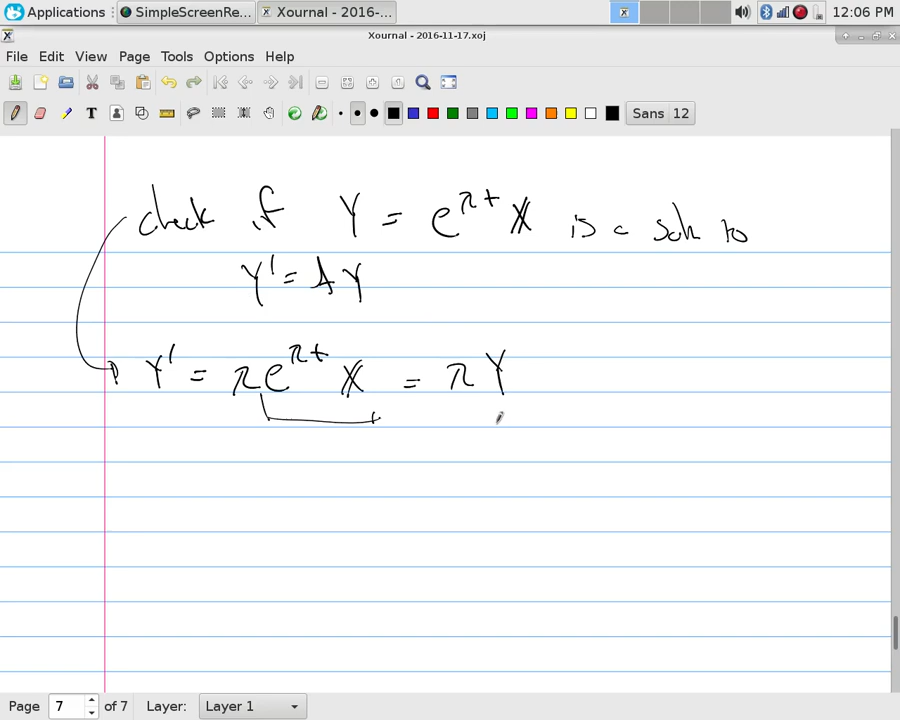 Applications SimpleScreenRe... Xournal - 2016-... 12:06 PM
Xournal - 2016-11-17.xoj
File Edit View Page Tools Options Help
Sans 12
check if Y = e^{λt} X is a soln to
Y' = AY
Y' = λe^{λt} X = λY
Page 7 of 7 Layer: Layer 1